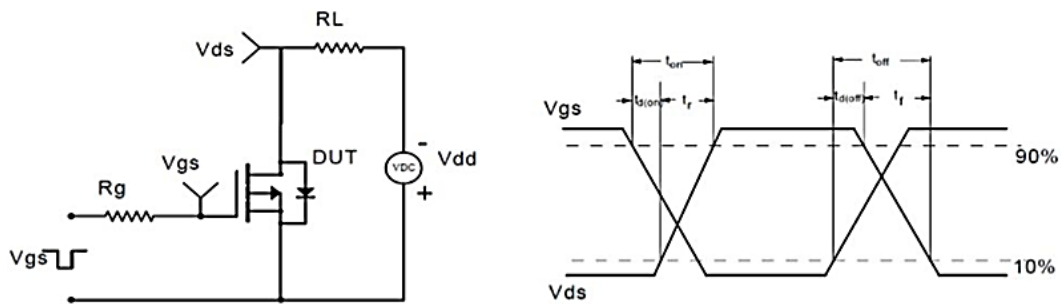 RL
Vds
Vgs
DUT
-
VDC
Vdd
+
Rg
Vgs
ton
toff
td(on)
tr
td(off)
tf
Vgs
90%
10%
Vds